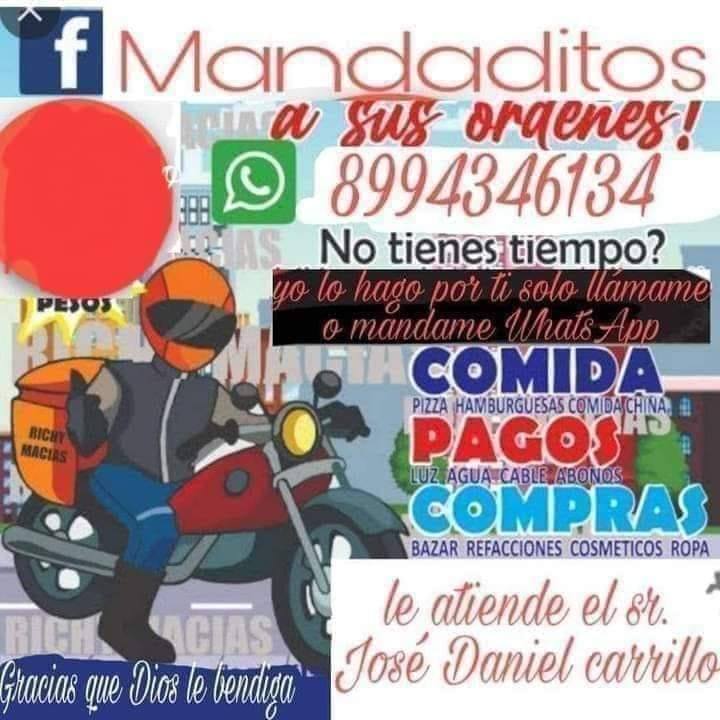 f Mandaditos
a sus ordenes!
8994346134
No tienes tiempo?
yo lo hago por ti solo llámame
o mandame WhatsApp
PESOS
COMIDA
PIZZA HAMBURGUESAS COMIDA CHINA
PAGOS
LUZ AGUA CABLE ABONOS
COMPRAS
BAZAR REFACCIONES COSMETICOS ROPA
RICHY
MACIAS
le atiende el sr.
José Daniel carrillo
Gracias que Dios le bendiga